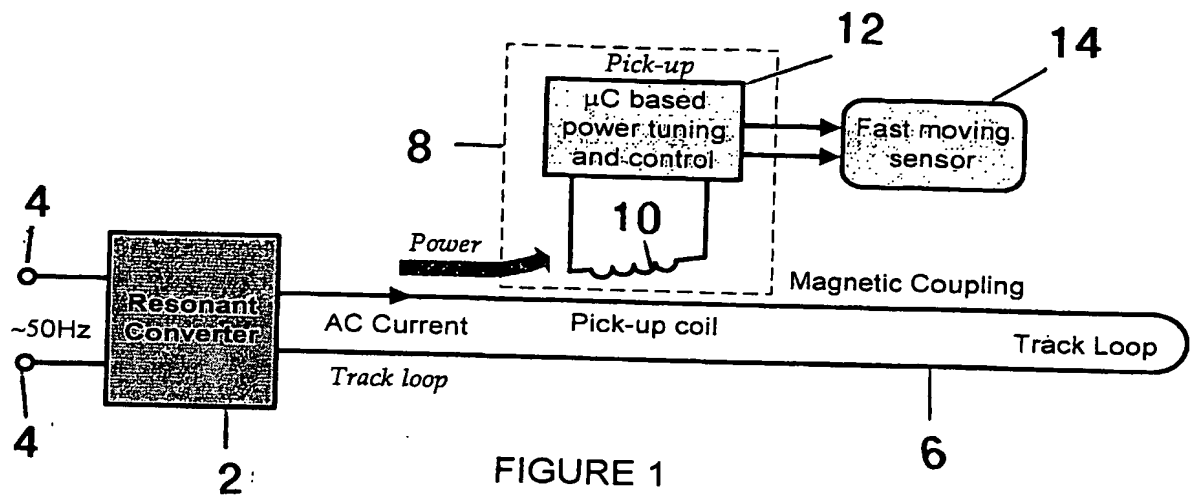 12
14
Pick-up
µC based
power tuning
and control
Fast moving
sensor
8
10
4
Power
Magnetic Coupling
Resonant
Converter
~50Hz
AC Current
Pick-up coil
Track Loop
Track loop
4
2
6
FIGURE 1